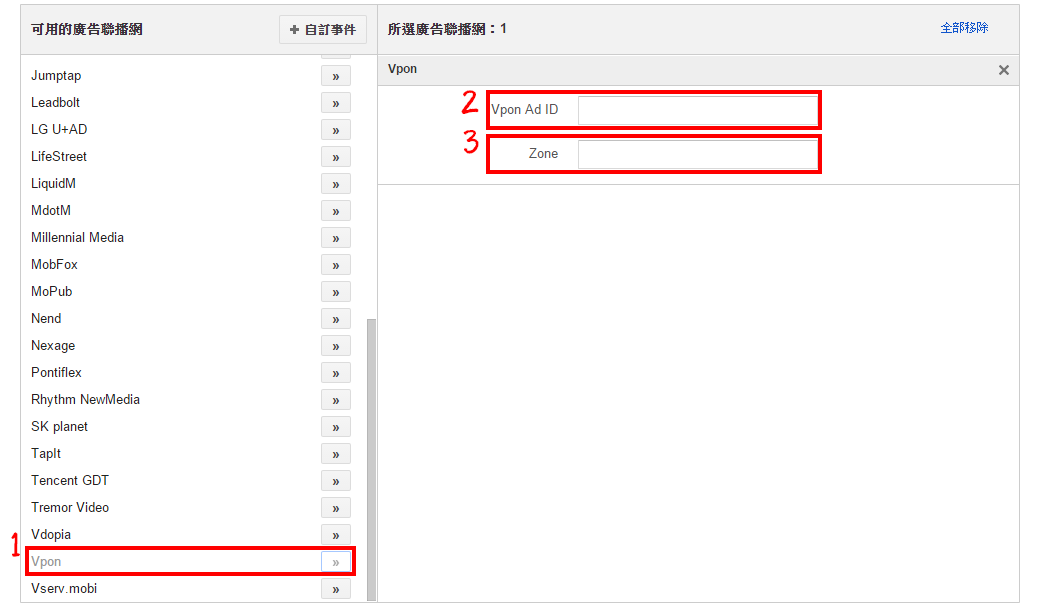 可用的廣告聯播網
+ 自訂事件
所選廣告聯播網：1
全部移除
Jumptap »
Leadbolt »
LG U+AD »
LifeStreet »
LiquidM »
MdotM »
Millennial Media »
MobFox »
MoPub »
Nend »
Nexage »
Pontiflex »
Rhythm NewMedia »
SK planet »
TapIt »
Tencent GDT »
Tremor Video »
Vdopia »
1 Vpon »
Vserv.mobi »
Vpon ×
2 Vpon Ad ID
3 Zone